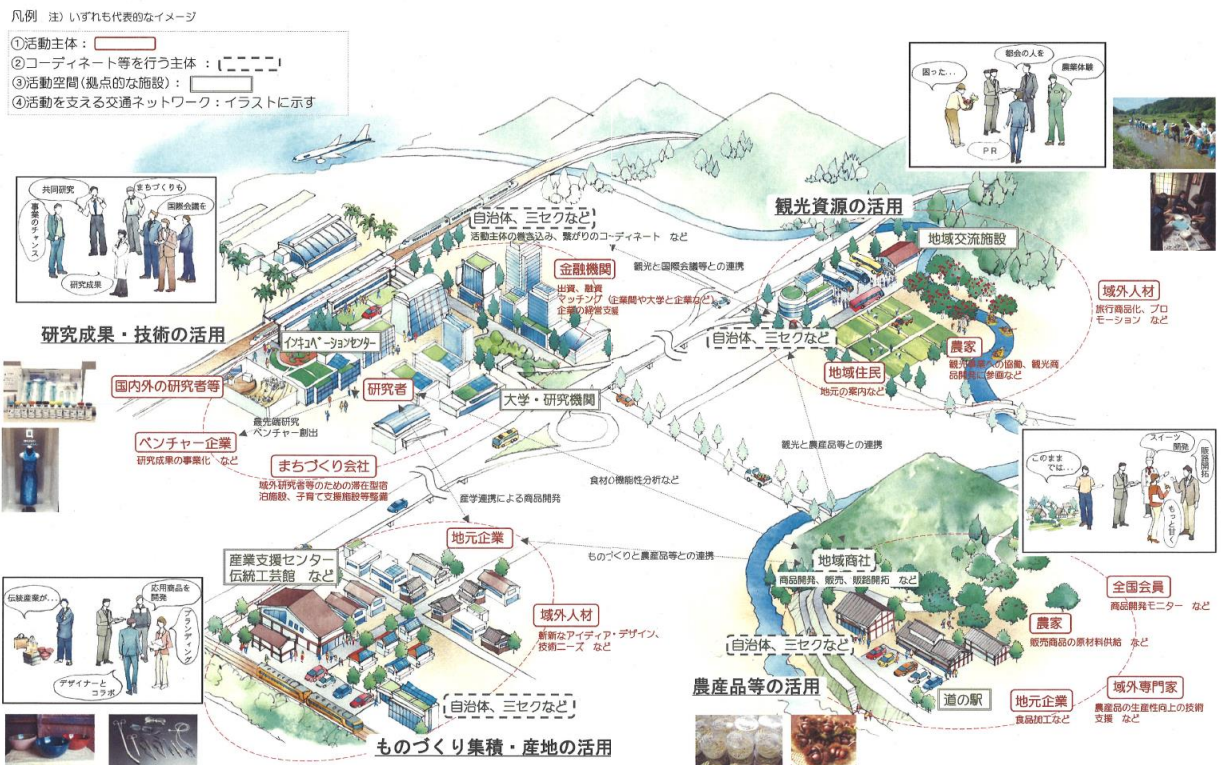 凡例 注）いずれも代表的なイメージ
①活動主体：
②コーディネート等を行う主体：
③活動空間（拠点的な施設）：
④活動を支える交通ネットワーク：イラストに示す
困った…
都会の人を
農業体験
PR
共同研究
まちづくりも
国際会議を
事業のチャンス
研究成果
研究成果・技術の活用
自治体、三セクなど
活動主体の巻き込み、繋がりのコーディネート など
金融機関
出資、融資
マッチング（企業間や大学と企業など）
企業の経営支援
観光と国際会議等との連携
観光資源の活用
地域交流施設
域外人材
旅行商品化、プロ
モーション など
自治体、三セクなど
農家
観光事業への協働、観光商
品開発に参画など
地域住民
地元の案内など
インキュベーションセンター
国内外の研究者等
研究者
大学・研究機関
最先端研究
ベンチャー創出
ベンチャー企業
研究成果の事業化 など
まちづくり会社
域外研究者等のための滞在型宿
泊施設、子育て支援施設等整備
産学連携による商品開発
食材の機能性分析など
観光と農産品等との連携
ものづくりと農産品等との連携
このまま
では…
スイーツ
開発
販路開拓
もっと甘く
産業支援センター
伝統工芸館 など
地元企業
域外人材
斬新なアイディア・デザイン、
技術ニーズ など
自治体、三セクなど
ものづくり集積・産地の活用
伝統産業が…
応用商品を
開発
ブランディング
デザイナーと
コラボ
地域商社
商品開発、販売、販路開拓 など
全国会員
商品開発モニター など
農家
販売商品の原材料供給 など
自治体、三セクなど
農産品等の活用
道の駅
地元企業
食品加工など
域外専門家
農産品の生産性向上の技術
支援 など